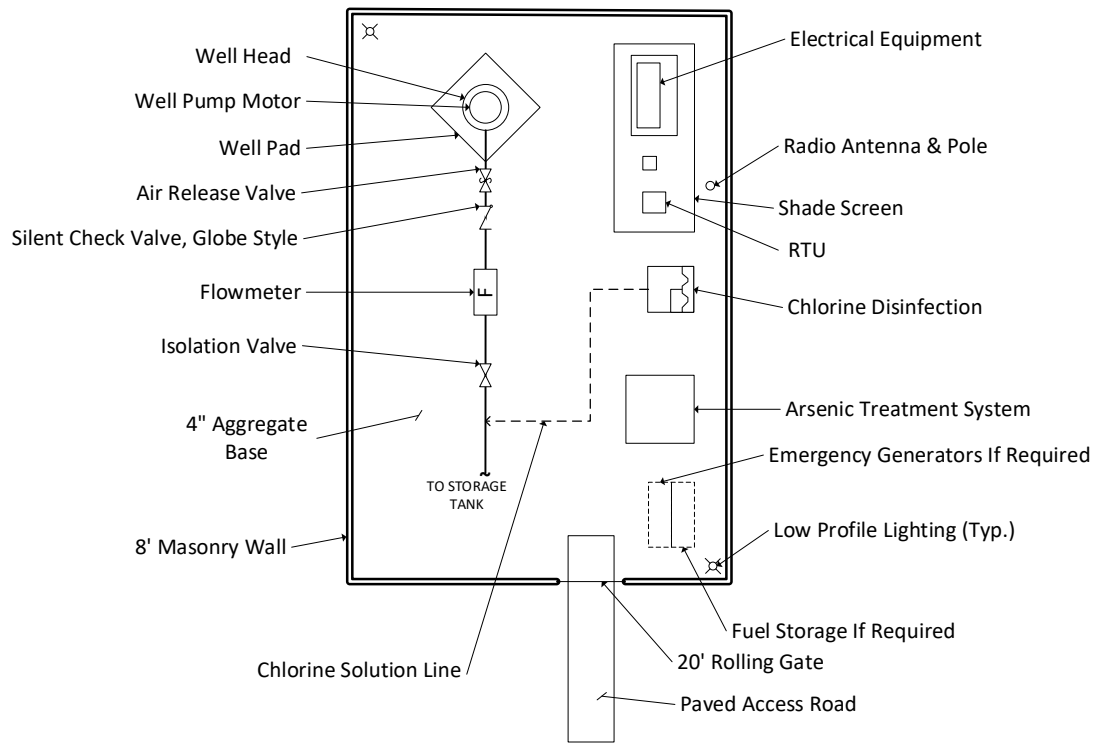 Well Head
Well Pump Motor
Well Pad
Air Release Valve
Silent Check Valve, Globe Style
Flowmeter
F
Isolation Valve
4" Aggregate
Base
TO STORAGE
TANK
8' Masonry Wall
Chlorine Solution Line
Electrical Equipment
Radio Antenna & Pole
Shade Screen
RTU
Chlorine Disinfection
Arsenic Treatment System
Emergency Generators If Required
Low Profile Lighting (Typ.)
Fuel Storage If Required
20' Rolling Gate
Paved Access Road